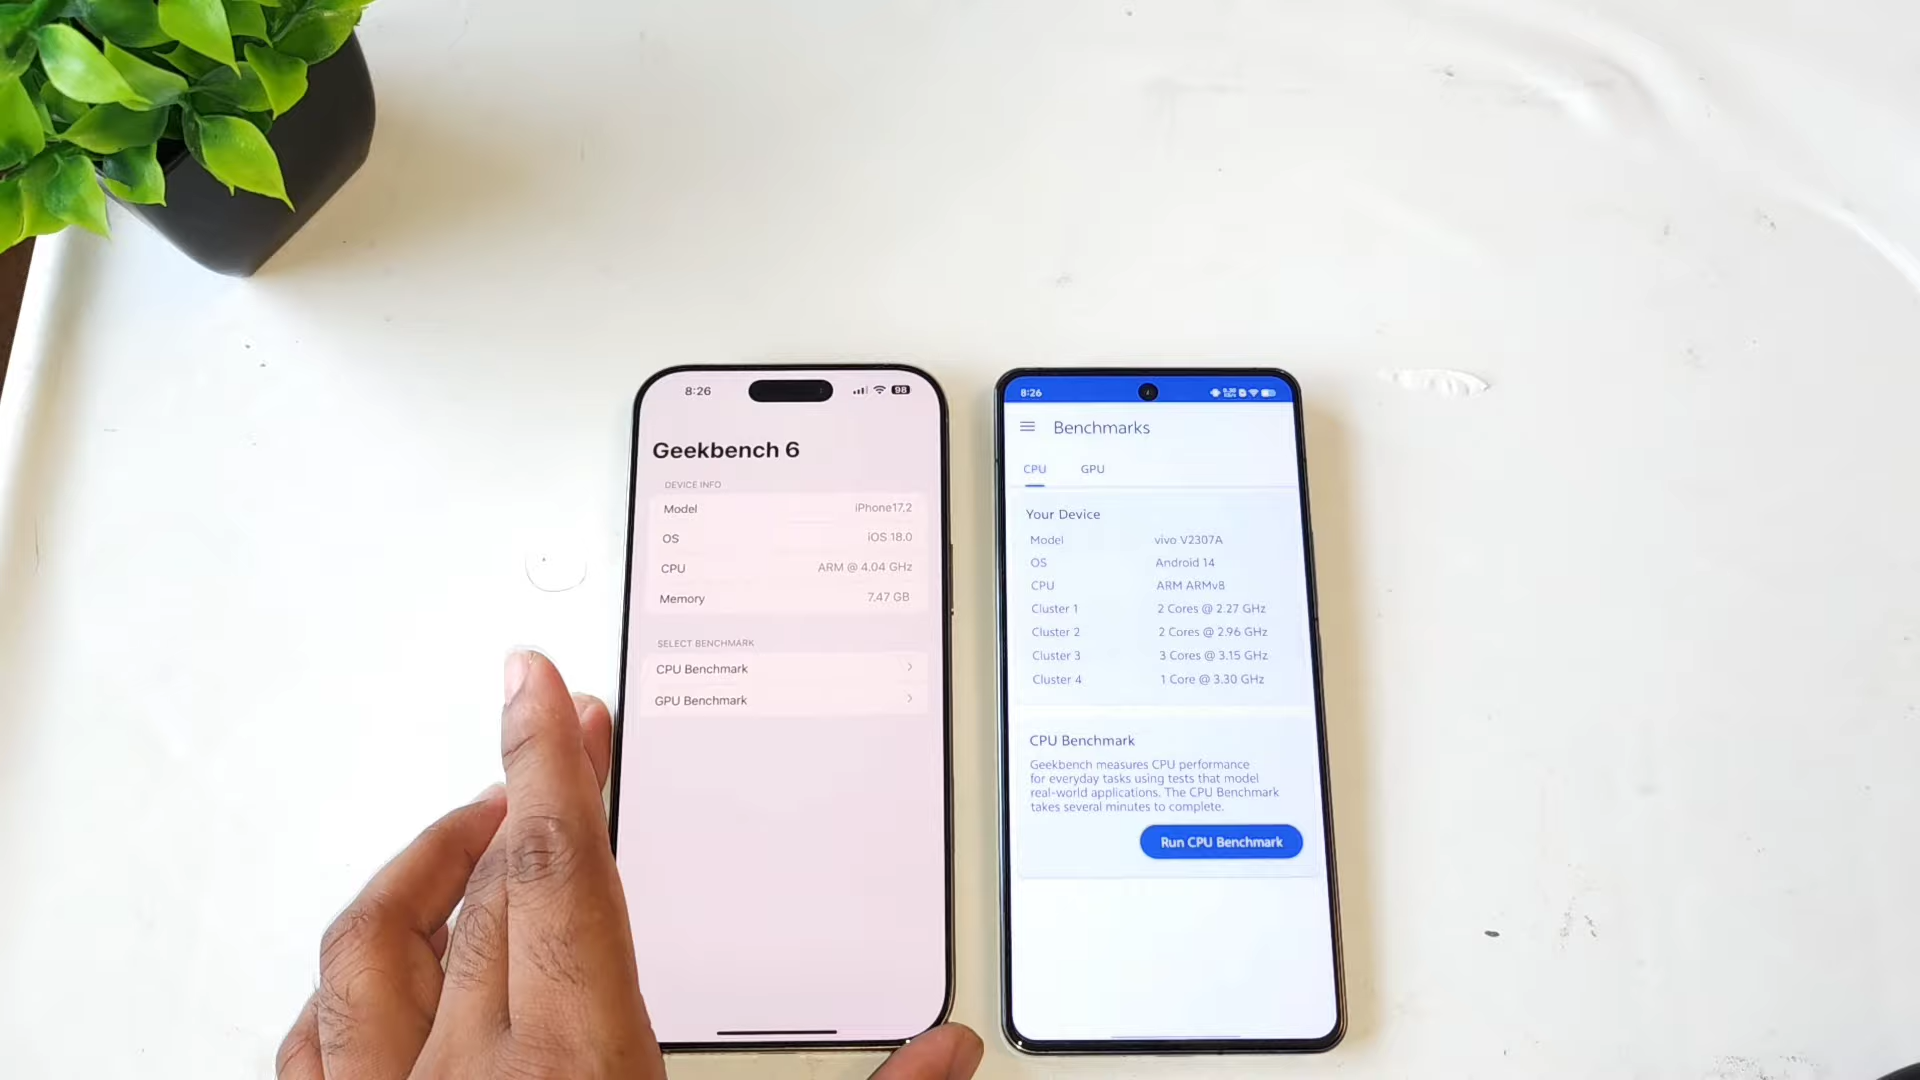 8:26
98
Geekbench 6
DEVICE INFO
Model iPhone17,2
OS iOS 18.0
CPU ARM @ 4.04 GHz
Memory 7.47 GB
SELECT BENCHMARK
CPU Benchmark
GPU Benchmark
8:26
Benchmarks
CPU GPU
Your Device
Model vivo V2307A
OS Android 14
CPU ARM ARMv8
Cluster 1 2 Cores @ 2.27 GHz
Cluster 2 2 Cores @ 2.96 GHz
Cluster 3 3 Cores @ 3.15 GHz
Cluster 4 1 Core @ 3.30 GHz
CPU Benchmark
Geekbench measures CPU performance
for everyday tasks using tests that model
real-world applications. The CPU Benchmark
takes several minutes to complete.
Run CPU Benchmark